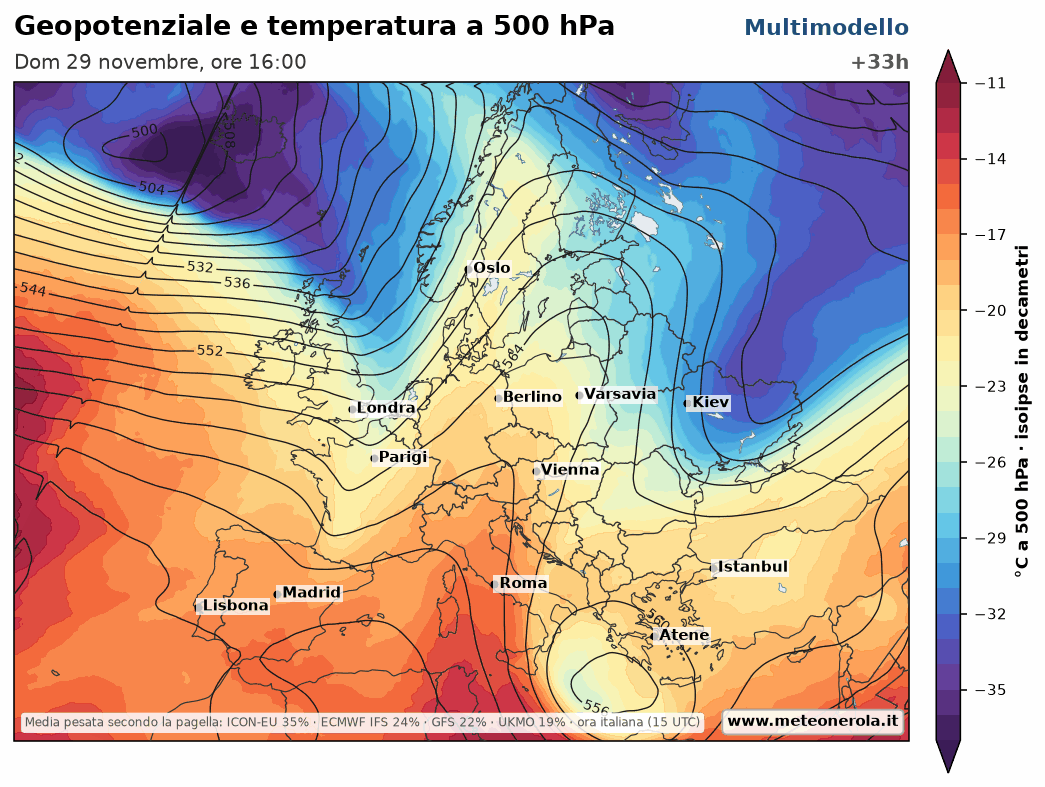 Geopotenziale e temperatura a 500 hPa
Multimodello
Dom 29 novembre, ore 16:00
+33h
500
508
504
532
536
544
552
564
Oslo
Berlino
Varsavia
Kiev
Londra
Parigi
Vienna
Istanbul
Roma
Madrid
Lisbona
560
Atene
556
Media pesata secondo la pagella: ICON-EU 35% · ECMWF IFS 24% · GFS 22% · UKMO 19% · ora italiana (15 UTC)
www.meteonerola.it
−11
−14
−17
−20
−23
−26
−29
−32
−35
°C a 500 hPa · isoipse in decametri